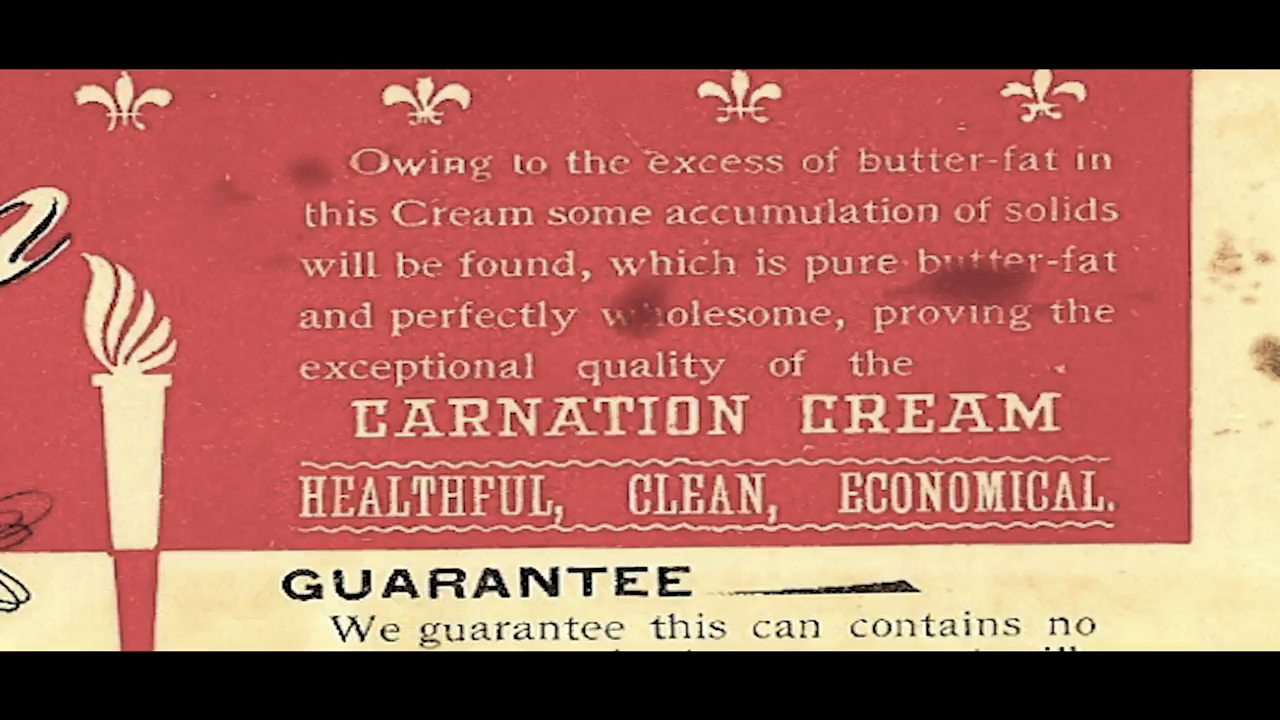 Owing to the excess of butter-fat in
this Cream some accumulation of solids
will be found, which is pure butter-fat
and perfectly wholesome, proving the
exceptional quality of the
CARNATION CREAM
HEALTHFUL, CLEAN, ECONOMICAL.
GUARANTEE
We guarantee this can contains no